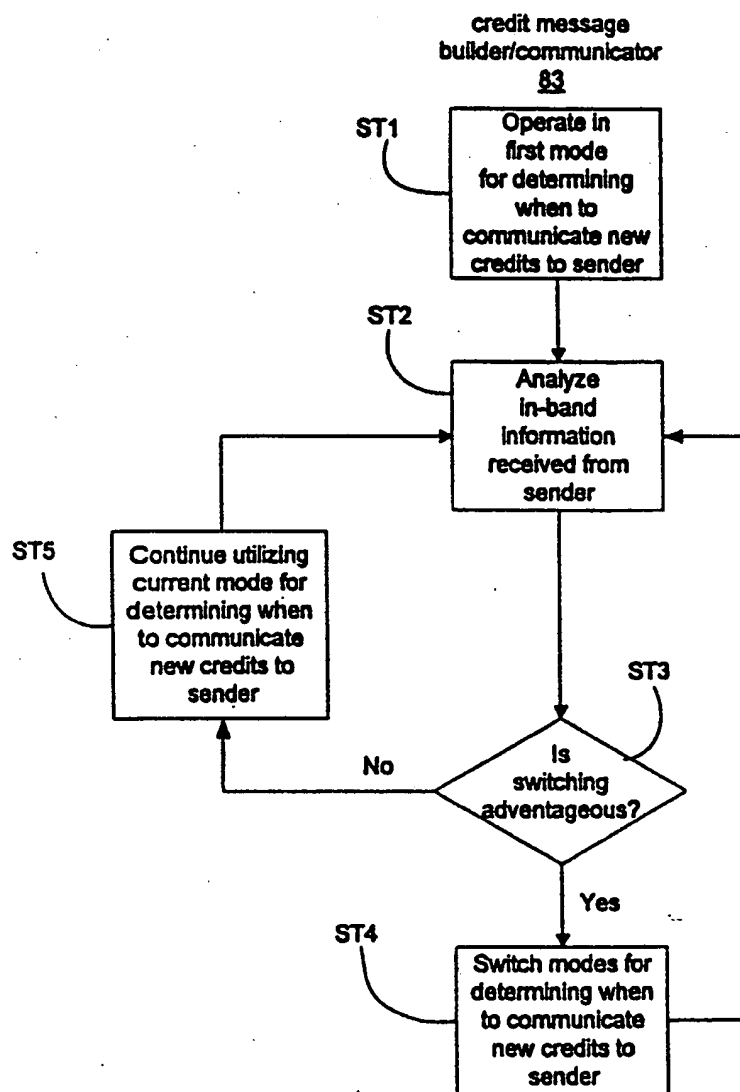 credit message
builder/communicator
83
ST1
Operate in
first mode
for determining
when to
communicate new
credits to sender
ST2
Analyze
in-band
information
received from
sender
ST5
Continue utilizing
current mode for
determining when
to communicate
new credits to
sender
ST3
Is
switching
adventageous?
No
Yes
ST4
Switch modes for
determining when
to communicate
new credits to
sender